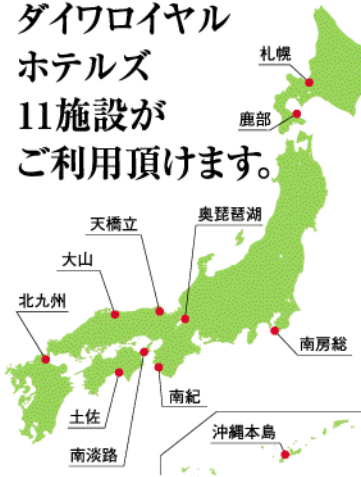 ダイワロイヤル
ホテルズ
11施設が
ご利用頂けます。
札幌
鹿部
奥琵琶湖
天橋立
大山
北九州
南房総
南紀
土佐
南淡路
沖縄本島